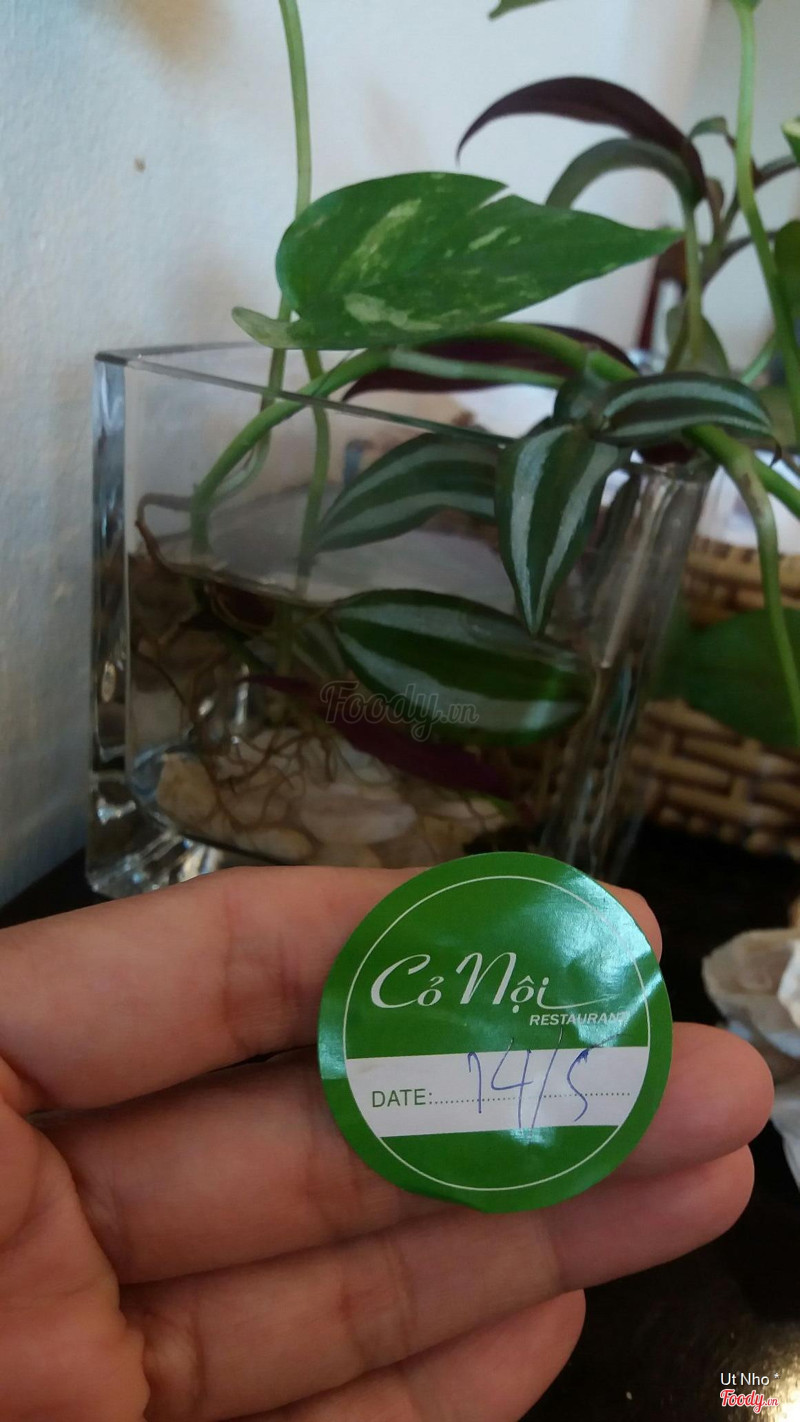 Foody.vn
Cỏ Nội
RESTAURANT
DATE:.......14/5.......
Ut Nho
Foody.vn